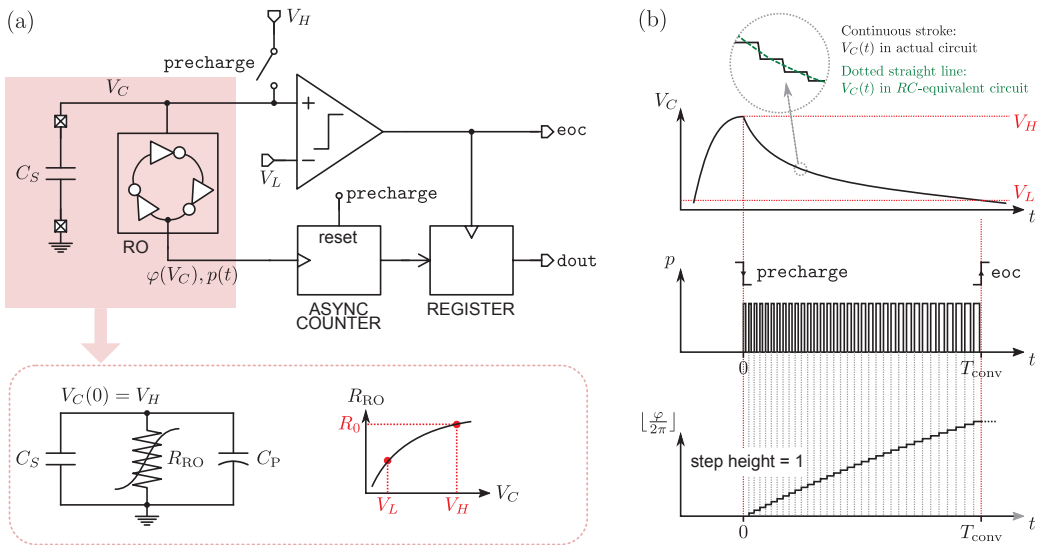 (a)
V_H
precharge
V_C
+
−
eoc
C_S
V_L
precharge
RO
reset
φ(V_C), p(t)
dout
ASYNC
COUNTER
REGISTER
V_C(0) = V_H
C_S
R_RO
C_P
R_RO
R_0
V_L
V_H
V_C
(b)
Continuous stroke:
V_C(t) in actual circuit
Dotted straight line:
V_C(t) in RC-equivalent circuit
V_C
V_H
V_L
t
p
precharge
eoc
0
T_conv
t
⌊φ/2π⌋
step height = 1
0
T_conv
t